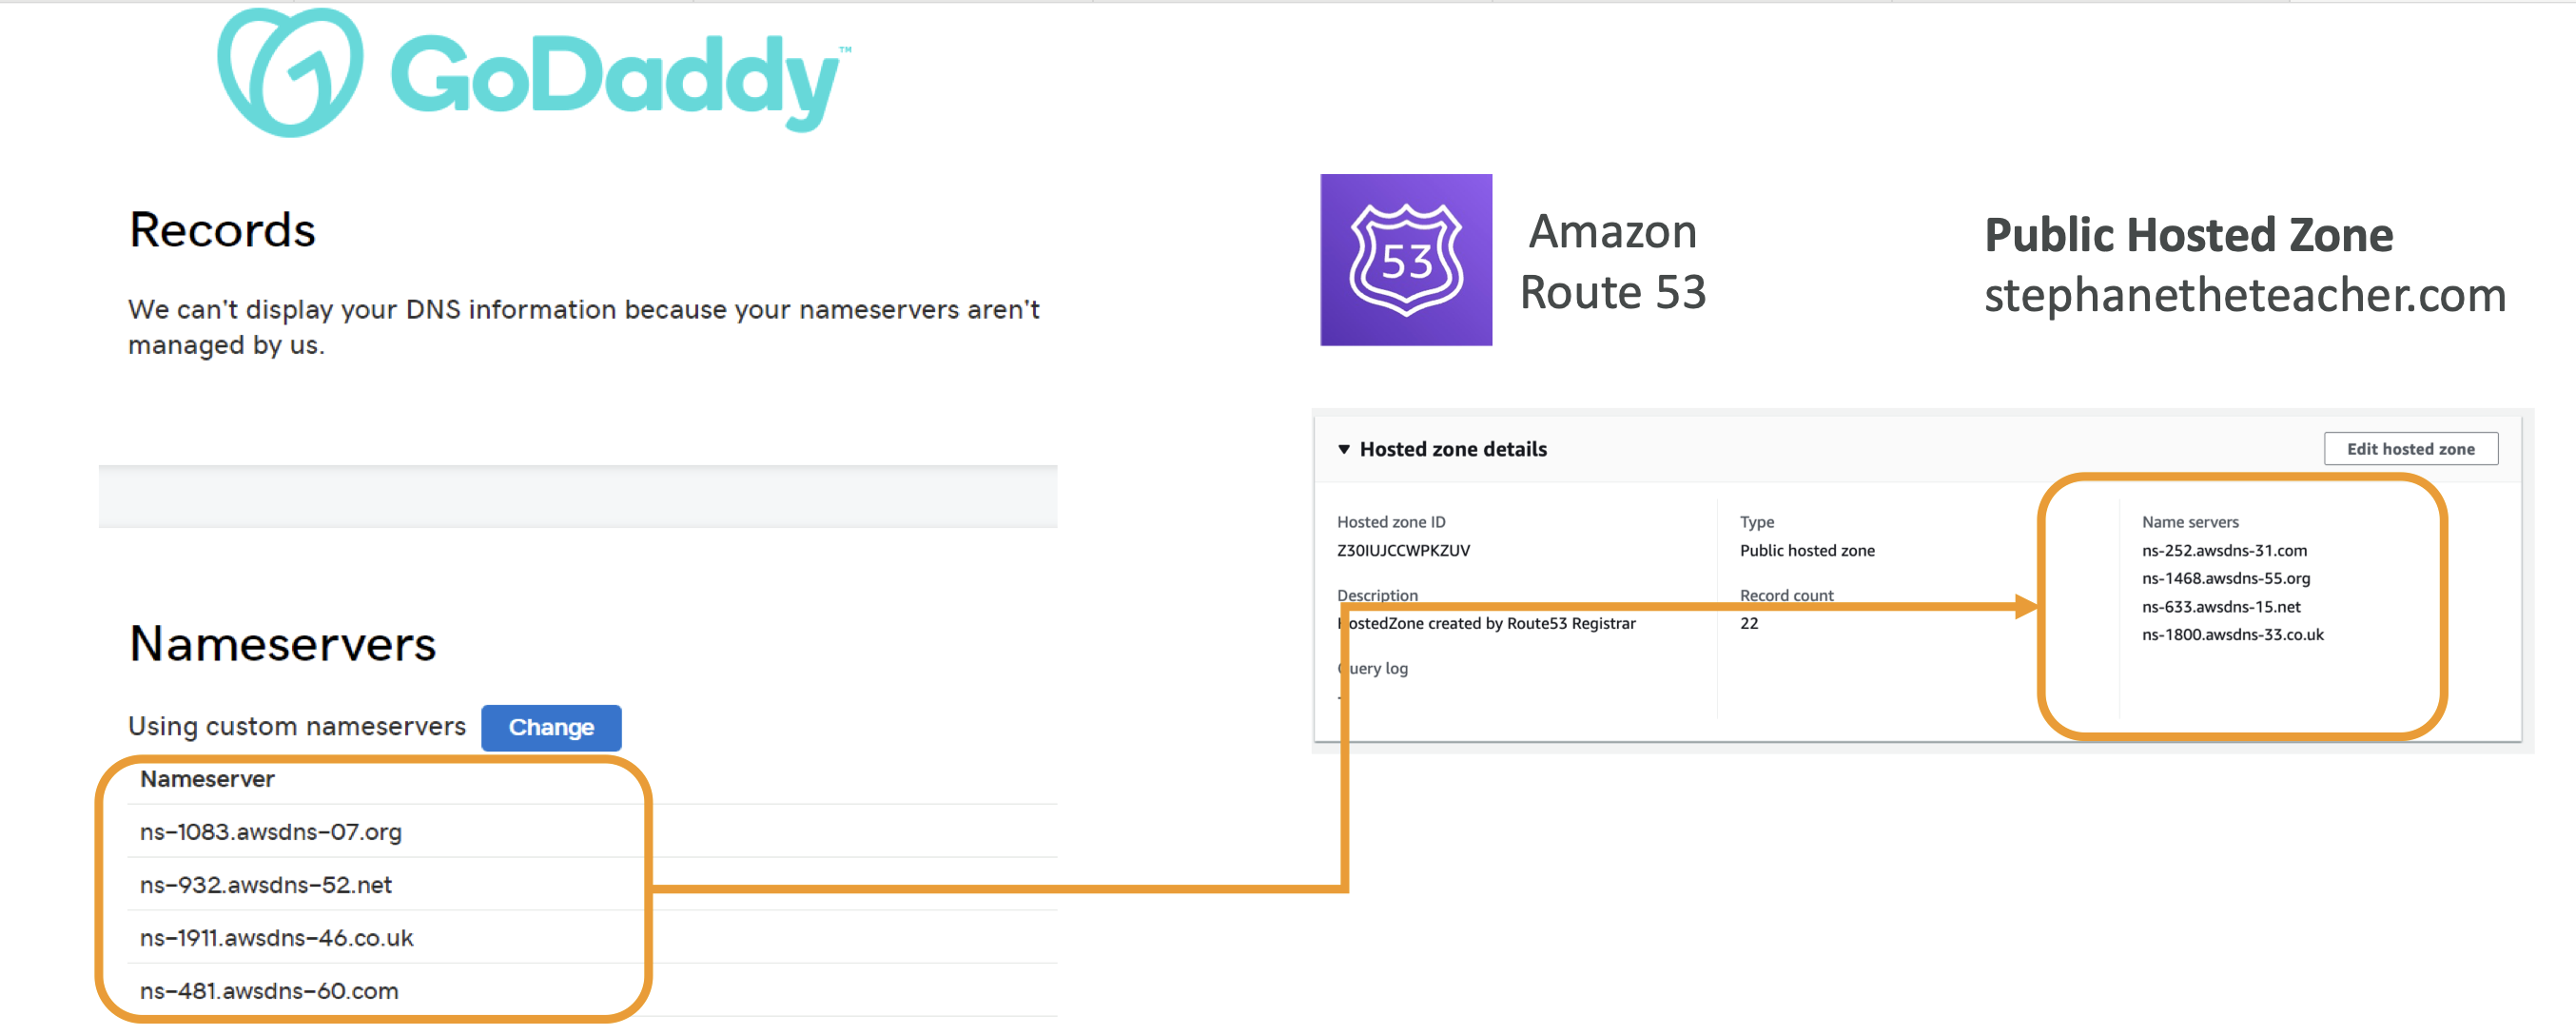 GoDaddy™
Records
We can't display your DNS information because your nameservers aren't
managed by us.
Nameservers
Using custom nameservers Change
Nameserver
ns-1083.awsdns-07.org
ns-932.awsdns-52.net
ns-1911.awsdns-46.co.uk
ns-481.awsdns-60.com
53
Amazon
Route 53
Public Hosted Zone
stephanetheteacher.com
▼ Hosted zone details
Edit hosted zone
Hosted zone ID
Z30IUJCCWPKZUV
Description
HostedZone created by Route53 Registrar
Query log
-
Type
Public hosted zone
Record count
22
Name servers
ns-252.awsdns-31.com
ns-1468.awsdns-55.org
ns-633.awsdns-15.net
ns-1800.awsdns-33.co.uk